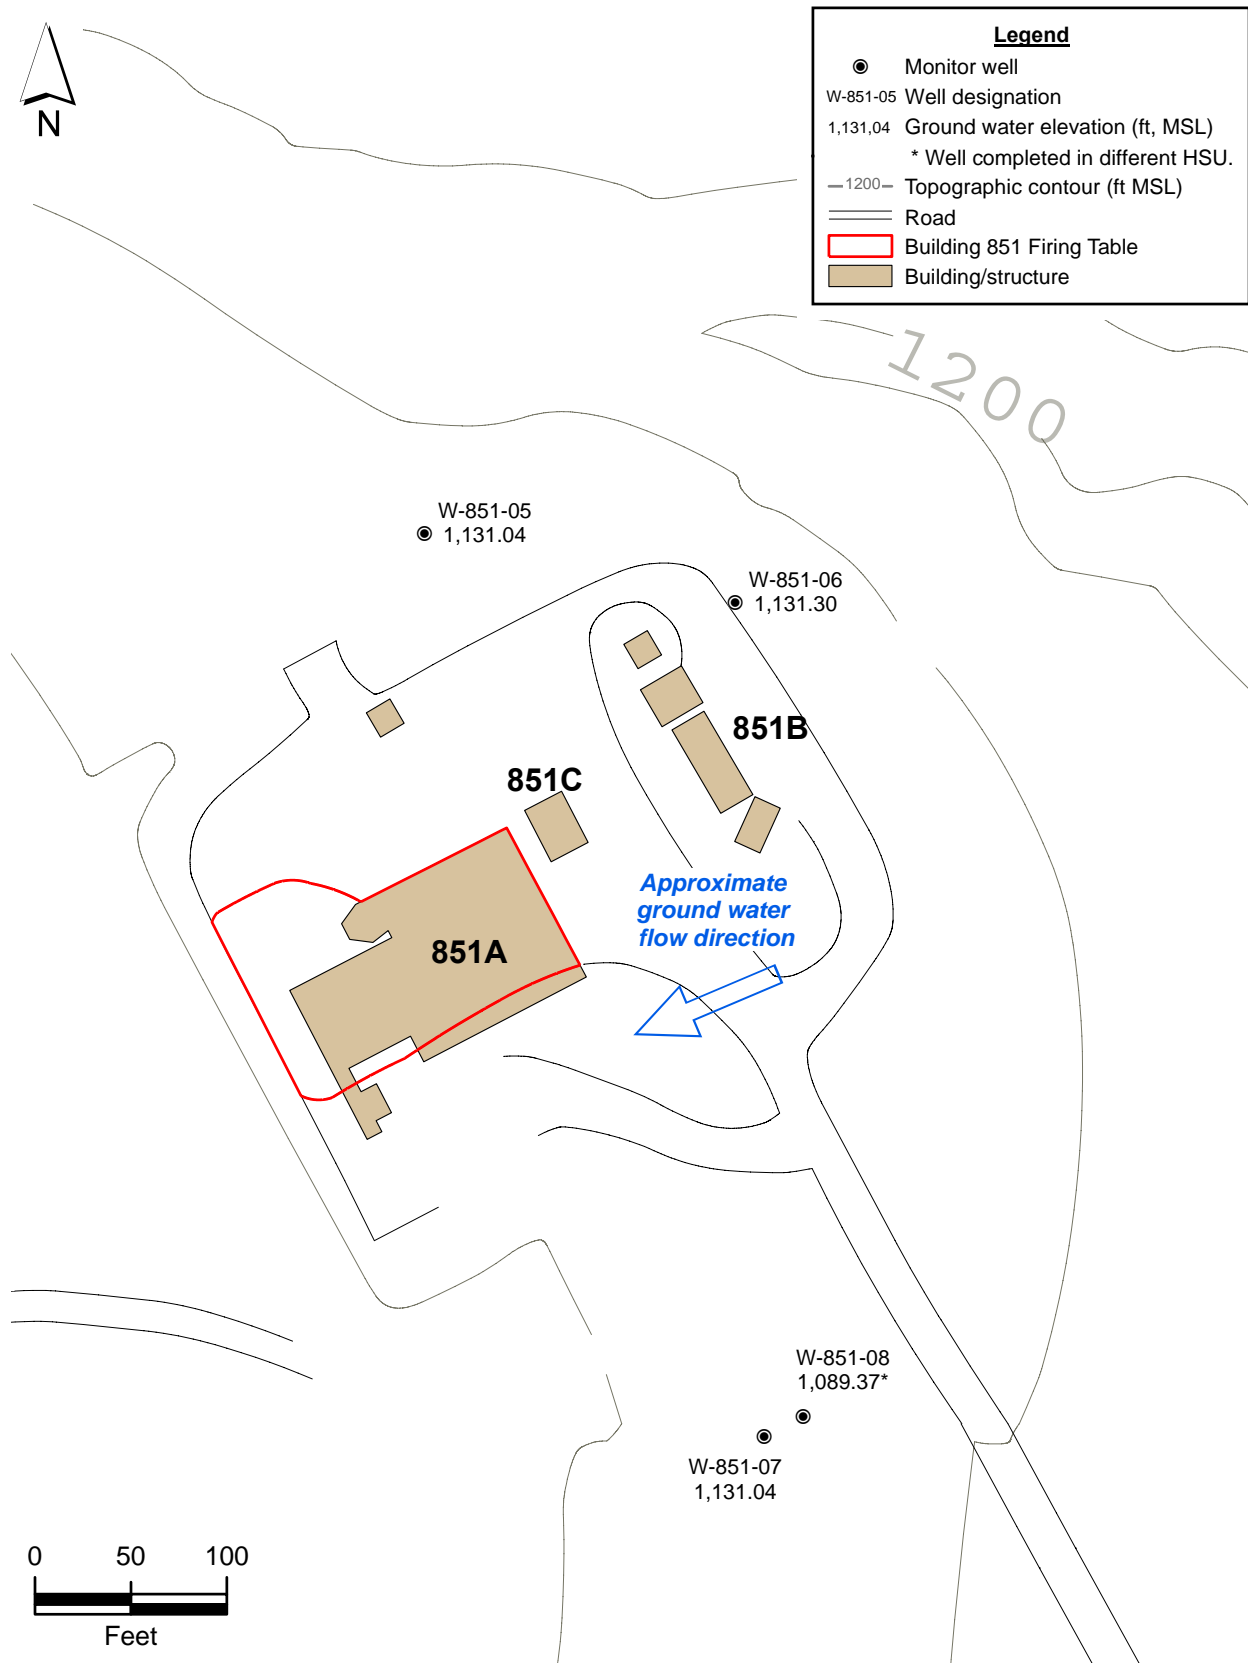 N
Legend
Monitor well
W-851-05 Well designation
1,131,04 Ground water elevation (ft, MSL)
* Well completed in different HSU.
1200 Topographic contour (ft MSL)
Road
Building 851 Firing Table
Building/structure
1200
W-851-05
1,131.04
W-851-06
1,131.30
851B
851C
Approximate
ground water
flow direction
851A
W-851-08
1,089.37*
W-851-07
1,131.04
0 50 100
Feet